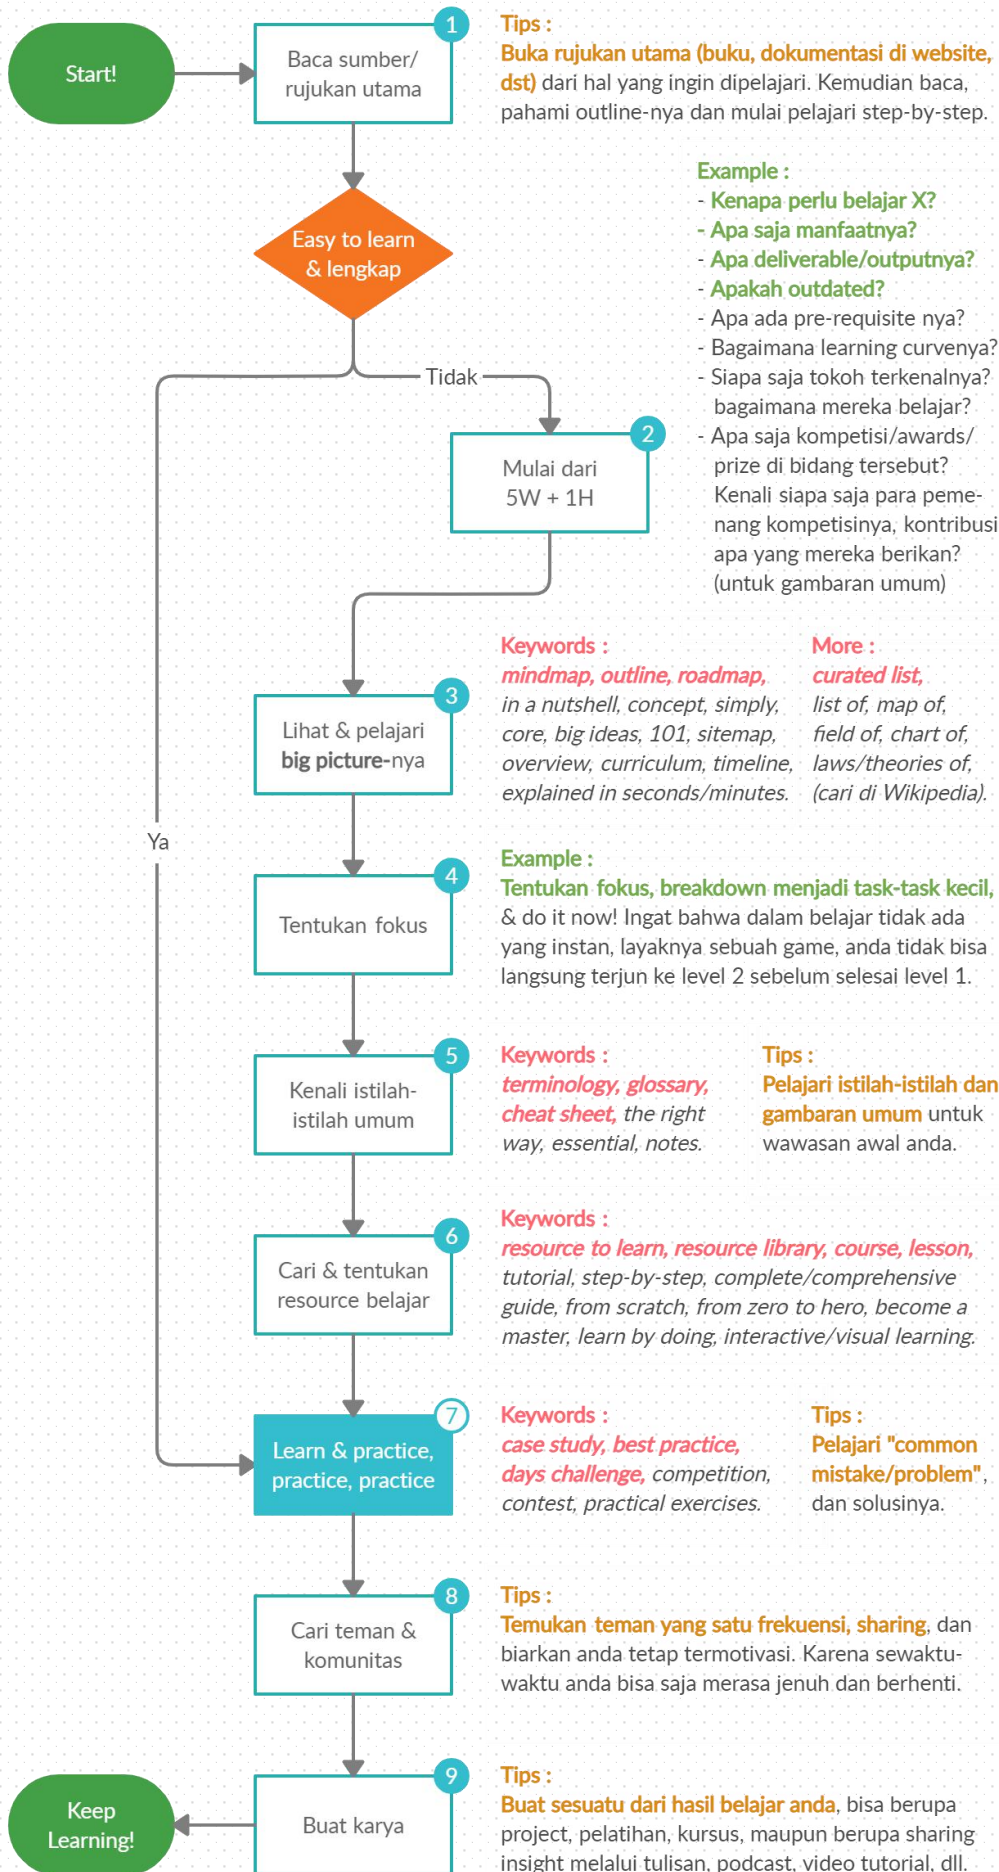 Start!
1
Baca sumber/
rujukan utama
Tips :
Buka rujukan utama (buku, dokumentasi di website,
dst) dari hal yang ingin dipelajari. Kemudian baca,
pahami outline-nya dan mulai pelajari step-by-step.
Easy to learn
& lengkap
Example :
- Kenapa perlu belajar X?
- Apa saja manfaatnya?
- Apa deliverable/outputnya?
- Apakah outdated?
- Apa ada pre-requisite nya?
- Bagaimana learning curvenya?
- Siapa saja tokoh terkenalnya?
bagaimana mereka belajar?
- Apa saja kompetisi/awards/
prize di bidang tersebut?
Kenali siapa saja para peme-
nang kompetisinya, kontribusi
apa yang mereka berikan?
(untuk gambaran umum)
Tidak
2
Mulai dari
5W + 1H
3
Lihat & pelajari
big picture-nya
Keywords :
mindmap, outline, roadmap,
in a nutshell, concept, simply,
core, big ideas, 101, sitemap,
overview, curriculum, timeline,
explained in seconds/minutes.
More :
curated list,
list of, map of,
field of, chart of,
laws/theories of,
(cari di Wikipedia).
Ya
4
Tentukan fokus
Example :
Tentukan fokus, breakdown menjadi task-task kecil,
& do it now! Ingat bahwa dalam belajar tidak ada
yang instan, layaknya sebuah game, anda tidak bisa
langsung terjun ke level 2 sebelum selesai level 1.
5
Kenali istilah-
istilah umum
Keywords :
terminology, glossary,
cheat sheet, the right
way, essential, notes.
Tips :
Pelajari istilah-istilah dan
gambaran umum untuk
wawasan awal anda.
6
Cari & tentukan
resource belajar
Keywords :
resource to learn, resource library, course, lesson,
tutorial, step-by-step, complete/comprehensive
guide, from scratch, from zero to hero, become a
master, learn by doing, interactive/visual learning.
7
Learn & practice,
practice, practice
Keywords :
case study, best practice,
days challenge, competition,
contest, practical exercises.
Tips :
Pelajari "common
mistake/problem",
dan solusinya.
8
Cari teman &
komunitas
Tips :
Temukan teman yang satu frekuensi, sharing, dan
biarkan anda tetap termotivasi. Karena sewaktu-
waktu anda bisa saja merasa jenuh dan berhenti.
9
Buat karya
Tips :
Buat sesuatu dari hasil belajar anda, bisa berupa
project, pelatihan, kursus, maupun berupa sharing
insight melalui tulisan, podcast, video tutorial, dll.
Keep
Learning!